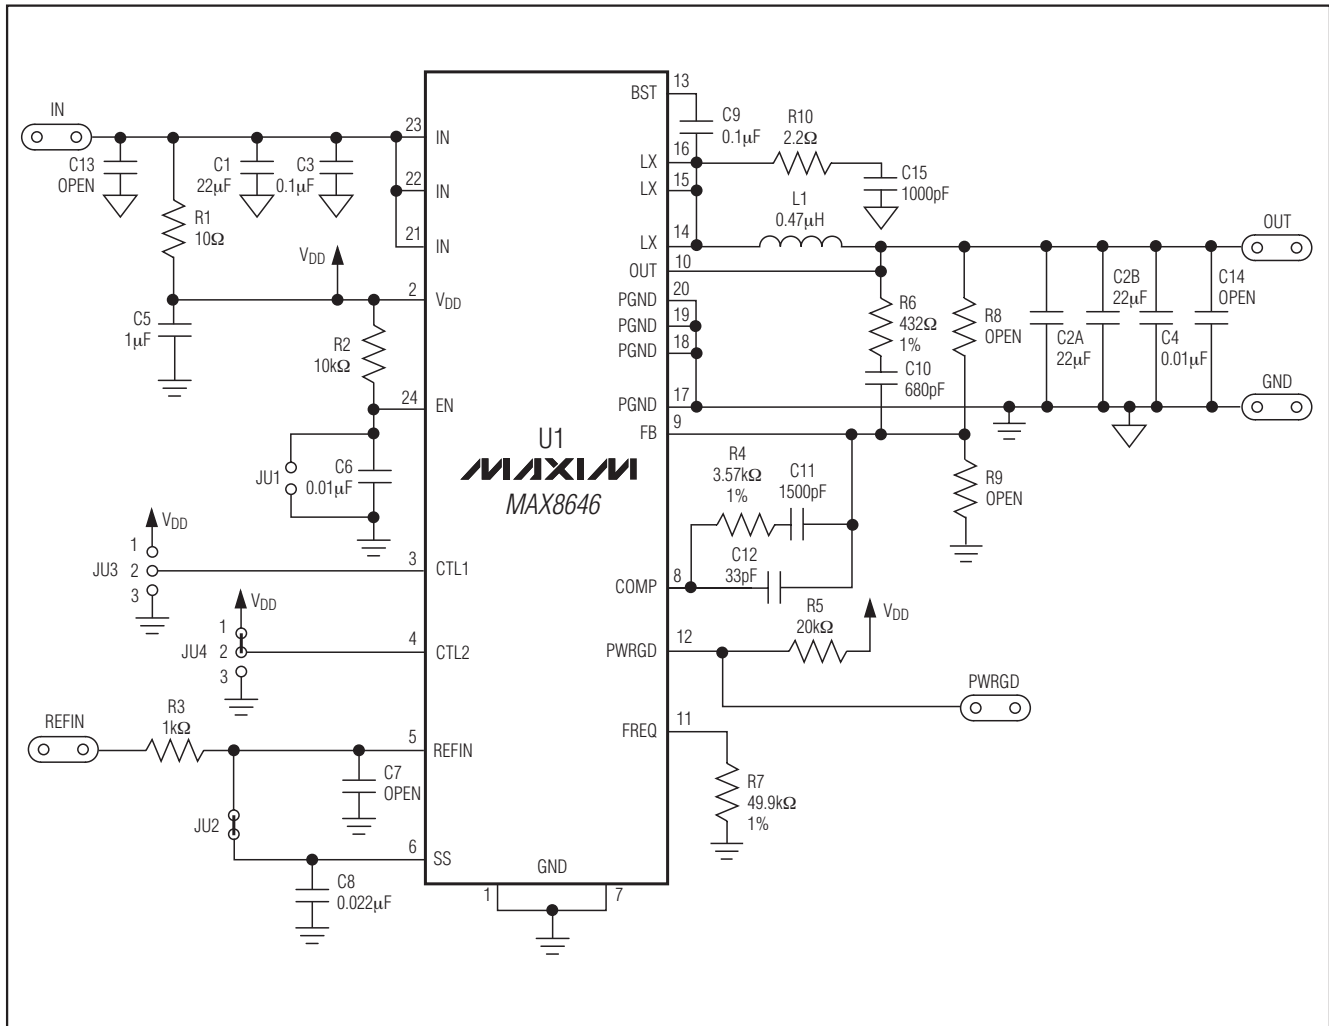 IN
C13
OPEN
R1
10Ω
C1
22µF
C3
0.1µF
23
IN
22
IN
21
IN
VDD
2
VDD
C5
1µF
R2
10kΩ
24
EN
JU1
C6
0.01µF
VDD
1
JU3
2
3
3
CTL1
VDD
1
JU4
2
3
4
CTL2
REFIN
R3
1kΩ
5
REFIN
C7
OPEN
JU2
6
SS
C8
0.022µF
U1
MAXIM
MAX8646
GND
1
7
13
BST
C9
0.1µF
R10
2.2Ω
16
LX
15
LX
C15
1000pF
L1
0.47µH
14
LX
10
OUT
20
PGND
19
PGND
18
PGND
17
PGND
9
FB
R6
432Ω
1%
C10
680pF
R8
OPEN
C2A
22µF
C2B
22µF
C4
0.01µF
C14
OPEN
OUT
GND
R9
OPEN
R4
3.57kΩ
1%
C11
1500pF
C12
33pF
8
COMP
R5
20kΩ
VDD
12
PWRGD
PWRGD
11
FREQ
R7
49.9kΩ
1%